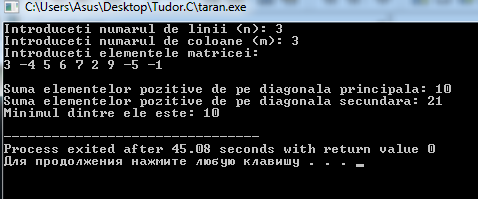 C:\Users\Asus\Desktop\Tudor.C\taran.exe
Introduceti numarul de linii (n): 3
Introduceti numarul de coloane (m): 3
Introduceti elementele matricei:
3 -4 5 6 7 2 9 -5 -1
Suma elementelor pozitive de pe diagonala principala: 10
Suma elementelor pozitive de pe diagonala secundara: 21
Minimul dintre ele este: 10
--------------------------------
Process exited after 45.08 seconds with return value 0
Для продолжения нажмите любую клавишу . . . _